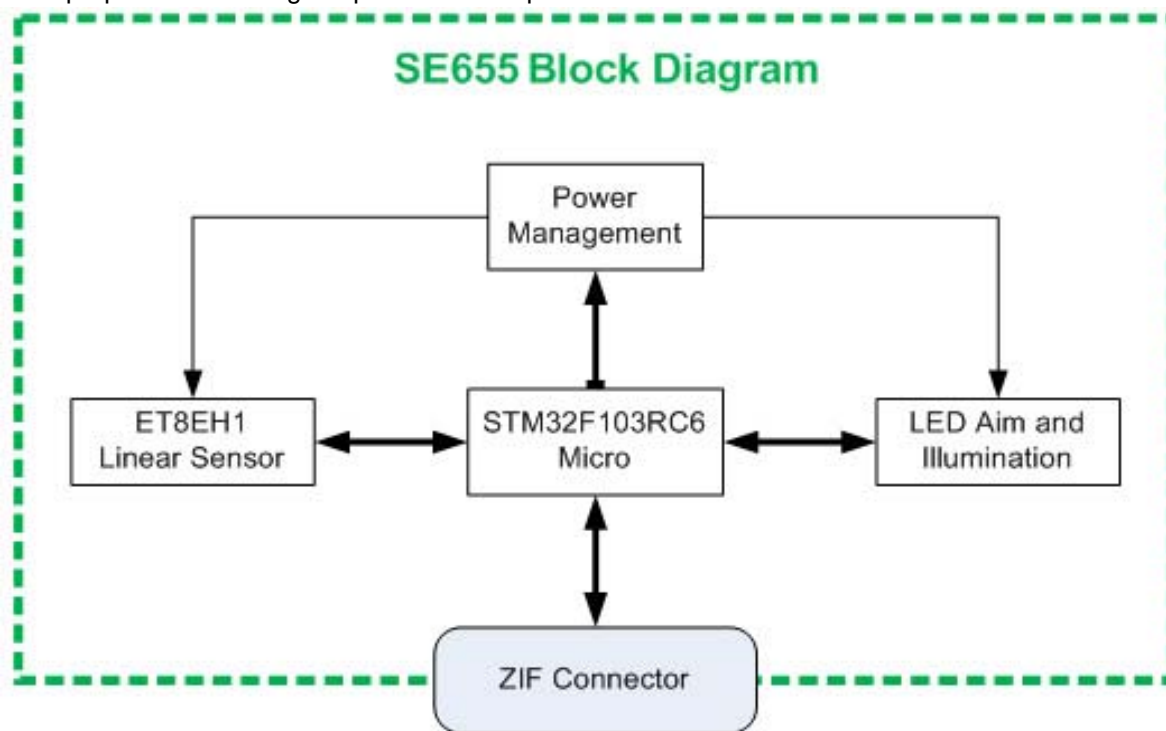 SE655 Block Diagram
Power
Management
ET8EH1
Linear Sensor
STM32F103RC6
Micro
LED Aim and
Illumination
ZIF Connector